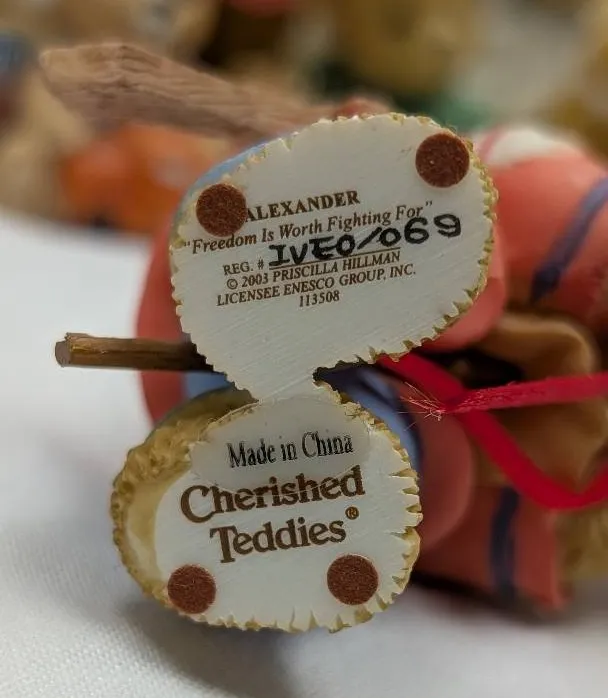 ALEXANDER
"Freedom Is Worth Fighting For"
REG. # IVEO/069
© 2003 PRISCILLA HILLMAN
LICENSEE ENESCO GROUP, INC.
113508
Made in China
Cherished
Teddies®